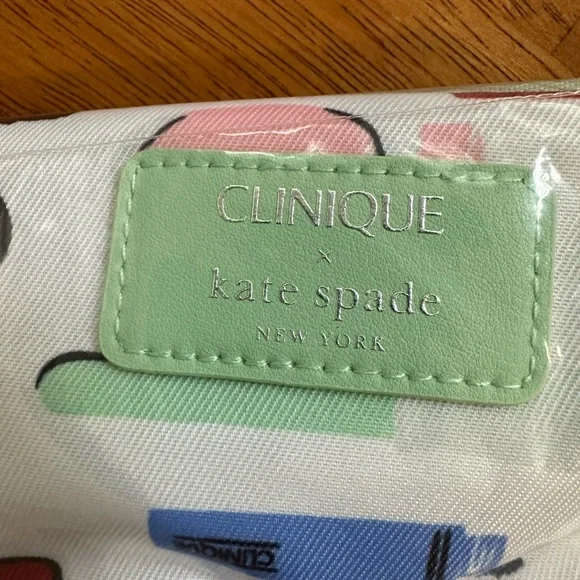 CLINIQUE
×
kate spade
NEW YORK
CLINIQUE